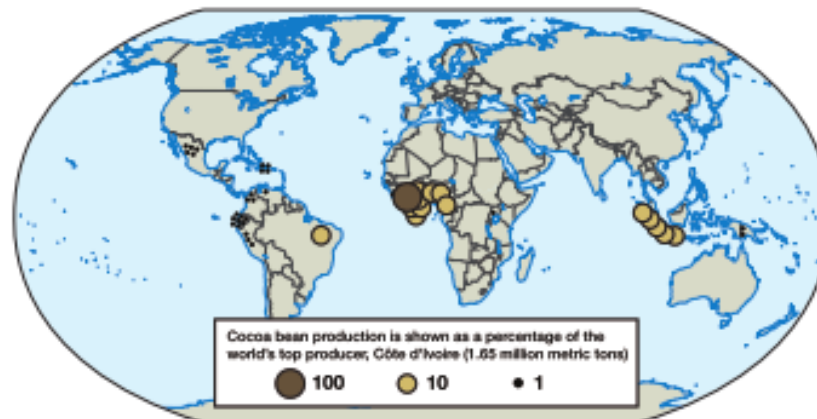 Cocoa bean production is shown as a percentage of the
world's top producer, Côte d'Ivoire (1.65 million metric tons)
100 10 1